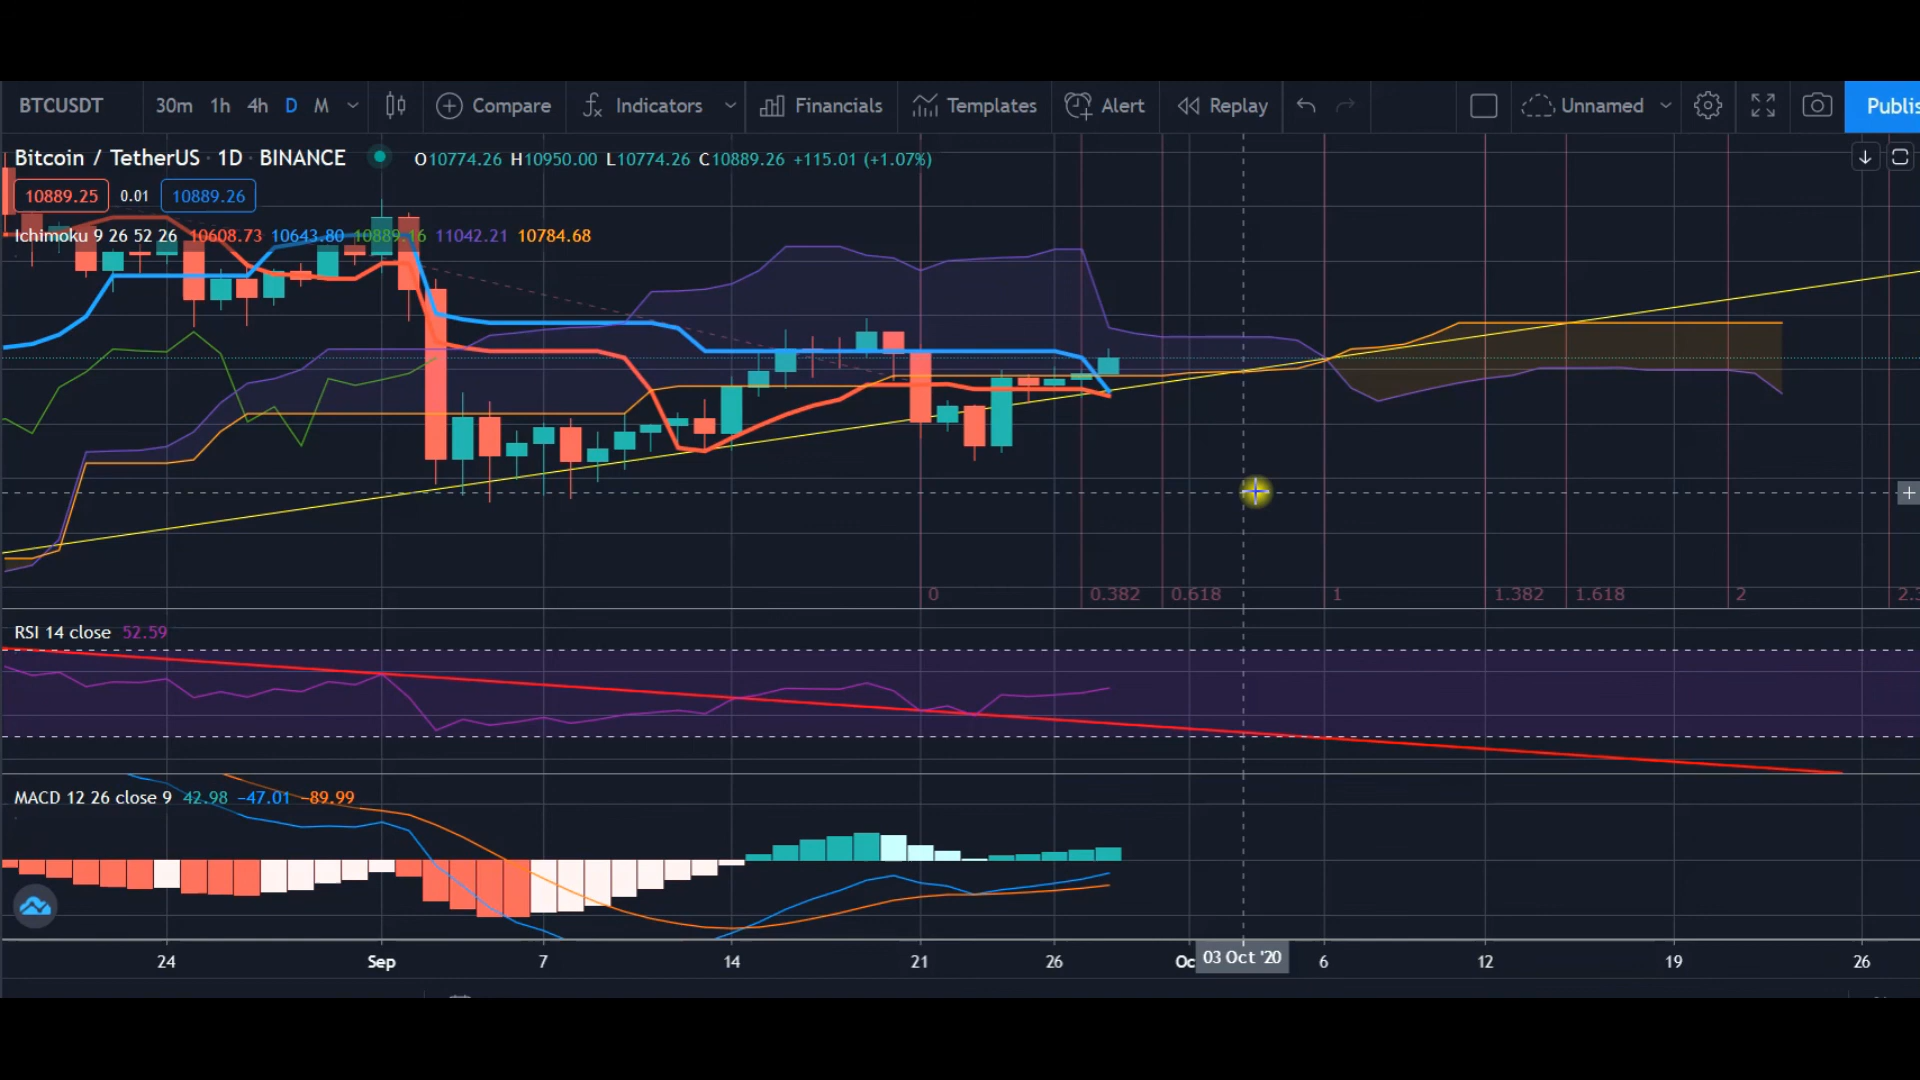 BTCUSDT 30m 1h 4h D M Compare Indicators Financials Templates Alert Replay Unnamed Publis
Bitcoin / TetherUS · 1D · BINANCE O10774.26 H10950.00 L10774.26 C10889.26 +115.01 (+1.07%)
10889.25 0.01 10889.26
Ichimoku 9 26 52 26 10608.73 10643.80 10889.16 11042.21 10784.68
0 0.382 0.618 1 1.382 1.618 2 2.3
RSI 14 close 52.59
MACD 12 26 close 9 42.98 −47.01 −89.99
24 Sep 7 14 21 26 Oc 03 Oct '20 6 12 19 26